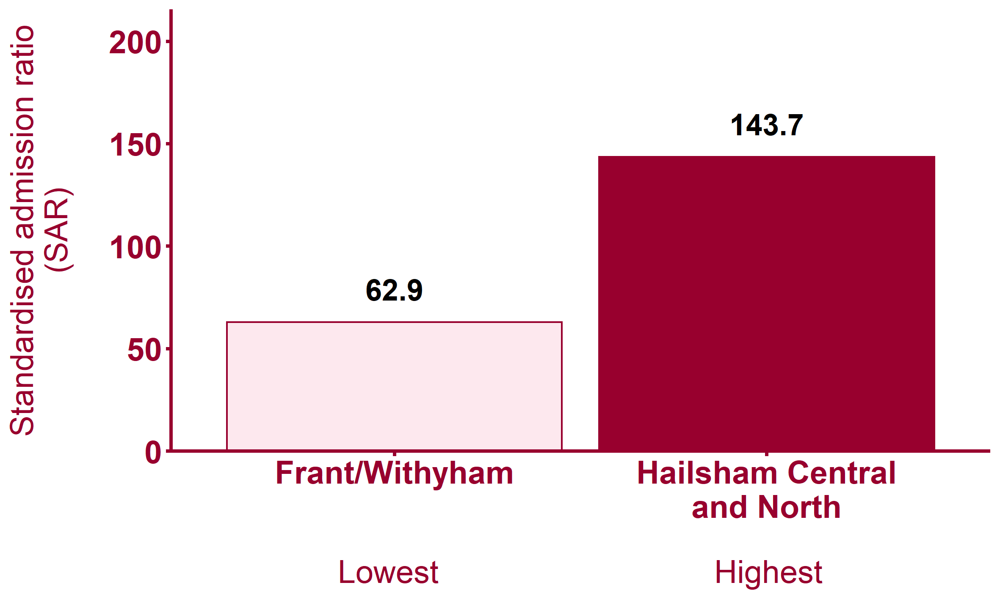 Standardised admission ratio
(SAR)
200
150
100
50
0
62.9
143.7
Frant/Withyham
Hailsham Central
and North
Lowest
Highest